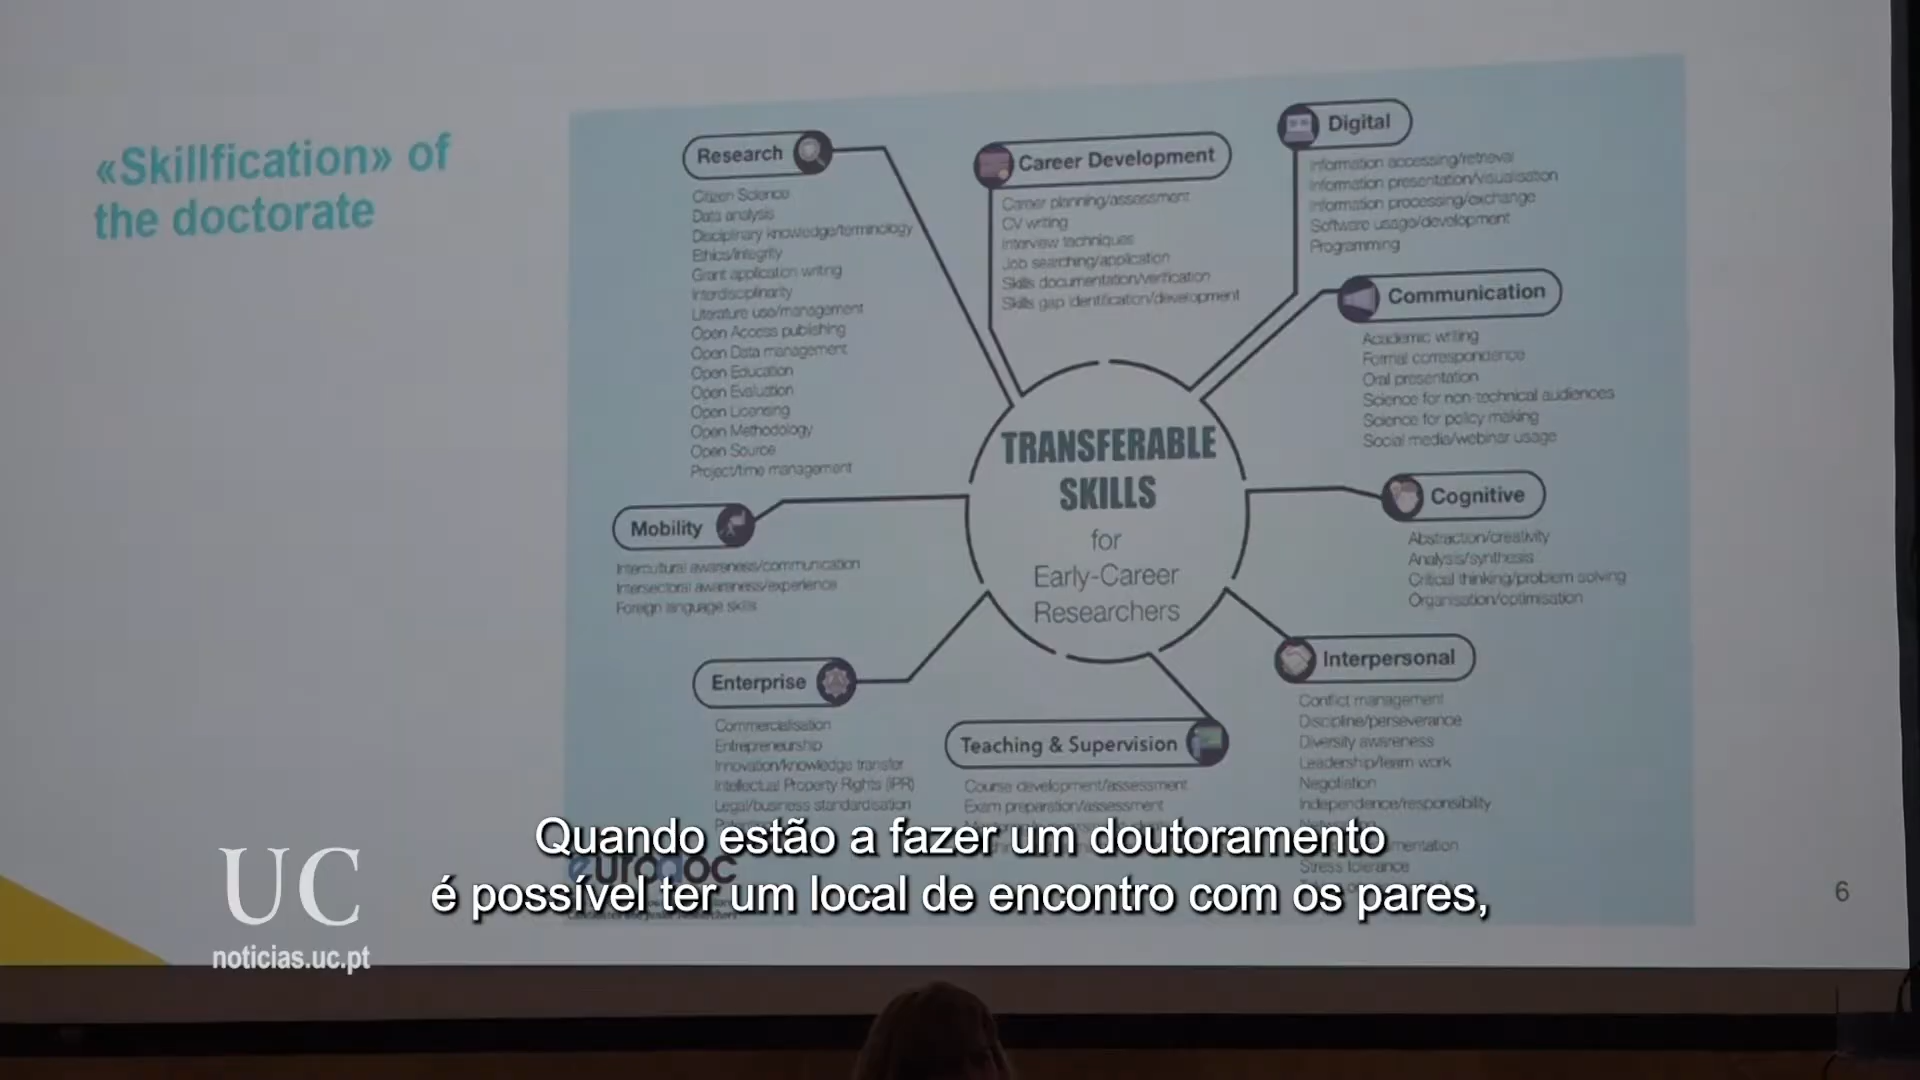 «Skillfication» of
the doctorate
Research
Citizen Science
Data analysis
Disciplinary knowledge/terminology
Ethics/Integrity
Grant application writing
Interdisciplinarity
Literature use/management
Open Access publishing
Open Data management
Open Education
Open Evaluation
Open Licensing
Open Methodology
Open Source
Project/time management
Career Development
Career planning/assessment
CV writing
Interview techniques
Job searching/application
Skills documentation/verification
Skills gap identification/development
Digital
Information accessing/retrieval
Information presentation/visualisation
Information processing/exchange
Software usage/development
Programming
Communication
Academic writing
Formal correspondence
Oral presentation
Science for non-technical audiences
Science for policy making
Social media/webinar usage
TRANSFERABLE
SKILLS
for
Early-Career
Researchers
Mobility
Intercultural awareness/communication
Intersectoral awareness/experience
Foreign language skills
Cognitive
Abstraction/creativity
Analysis/synthesis
Critical thinking/problem solving
Organisation/optimisation
Enterprise
Commercialisation
Entrepreneurship
Innovation/knowledge transfer
Intellectual Property Rights (IPR)
Legal/business standardisation
Teaching & Supervision
Course development/assessment
Exam preparation/assessment
Interpersonal
Conflict management
Discipline/perseverance
Diversity awareness
Leadership/team work
Negotiation
Independence/responsibility
Stress tolerance
eurodoc
Quando estão a fazer um doutoramento
é possível ter um local de encontro com os pares,
UC
noticias.uc.pt
6